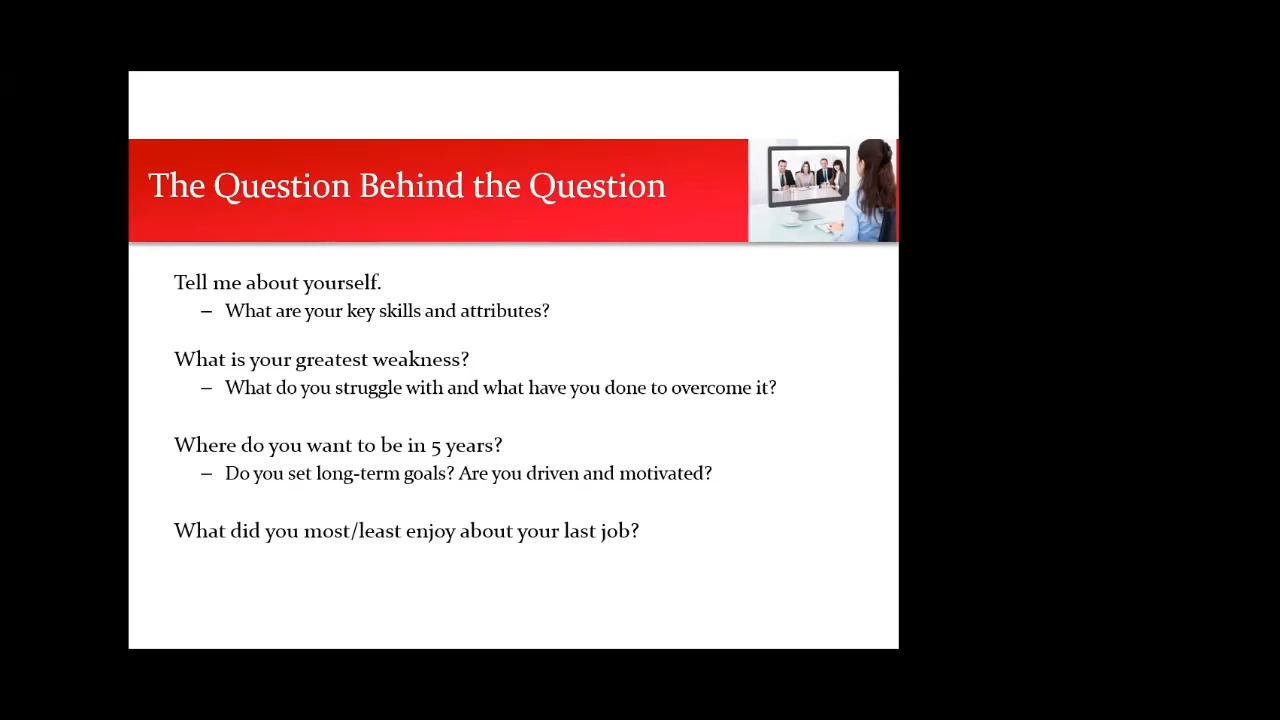 The Question Behind the Question
Tell me about yourself.
– What are your key skills and attributes?
What is your greatest weakness?
– What do you struggle with and what have you done to overcome it?
Where do you want to be in 5 years?
– Do you set long-term goals? Are you driven and motivated?
What did you most/least enjoy about your last job?